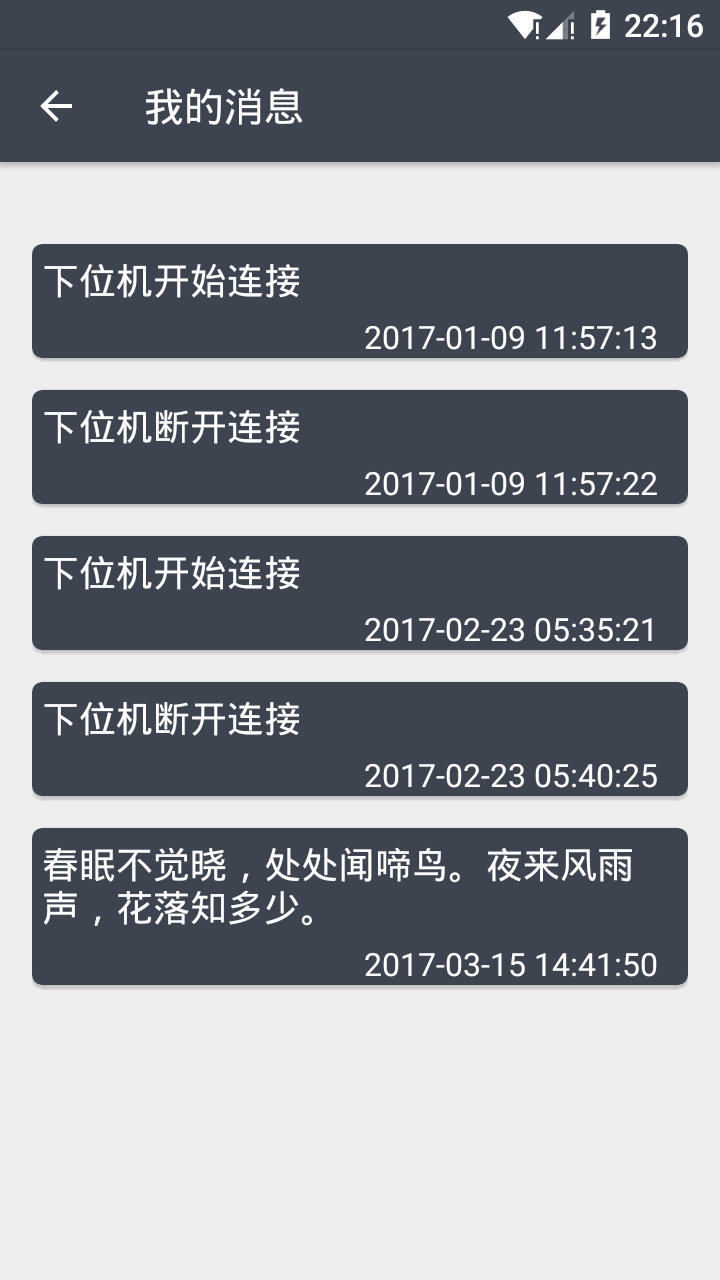 22:16
我的消息
下位机开始连接
2017-01-09 11:57:13
下位机断开连接
2017-01-09 11:57:22
下位机开始连接
2017-02-23 05:35:21
下位机断开连接
2017-02-23 05:40:25
春眠不觉晓，处处闻啼鸟。夜来风雨
声，花落知多少。
2017-03-15 14:41:50